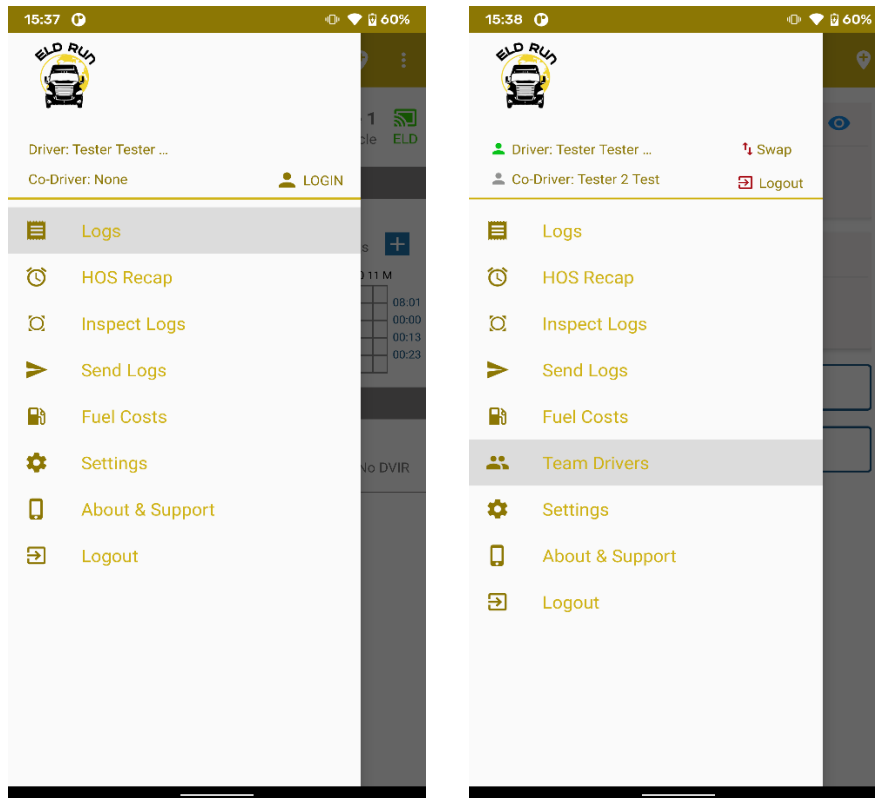 15:37
60%
ELD RUN
Driver: Tester Tester ...
Co-Driver: None
LOGIN
Logs
HOS Recap
Inspect Logs
Send Logs
Fuel Costs
Settings
About & Support
Logout
1
ELD
11 M
08:01
00:00
00:13
00:23
No DVIR
15:38
60%
ELD RUN
Driver: Tester Tester ...
Swap
Co-Driver: Tester 2 Test
Logout
Logs
HOS Recap
Inspect Logs
Send Logs
Fuel Costs
Team Drivers
Settings
About & Support
Logout